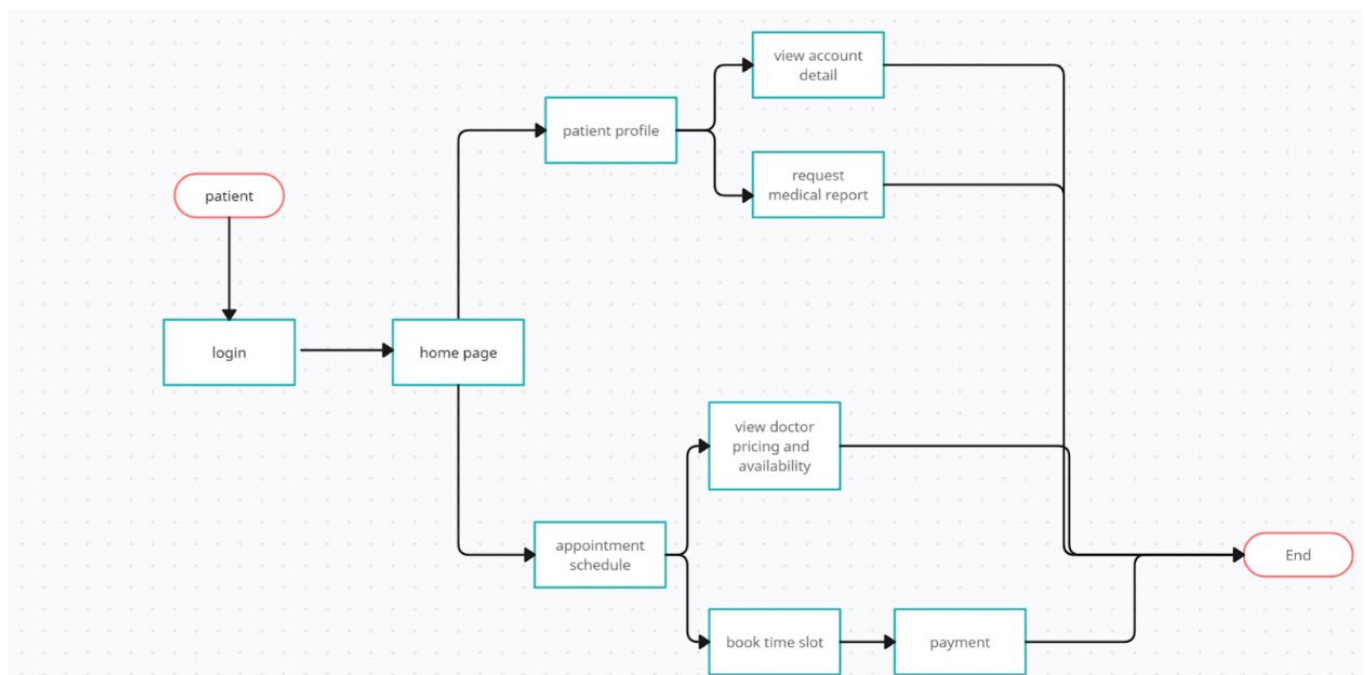 patient
login
home page
patient profile
view account
detail
request
medical report
appointment
schedule
view doctor
pricing and
availability
book time slot
payment
End